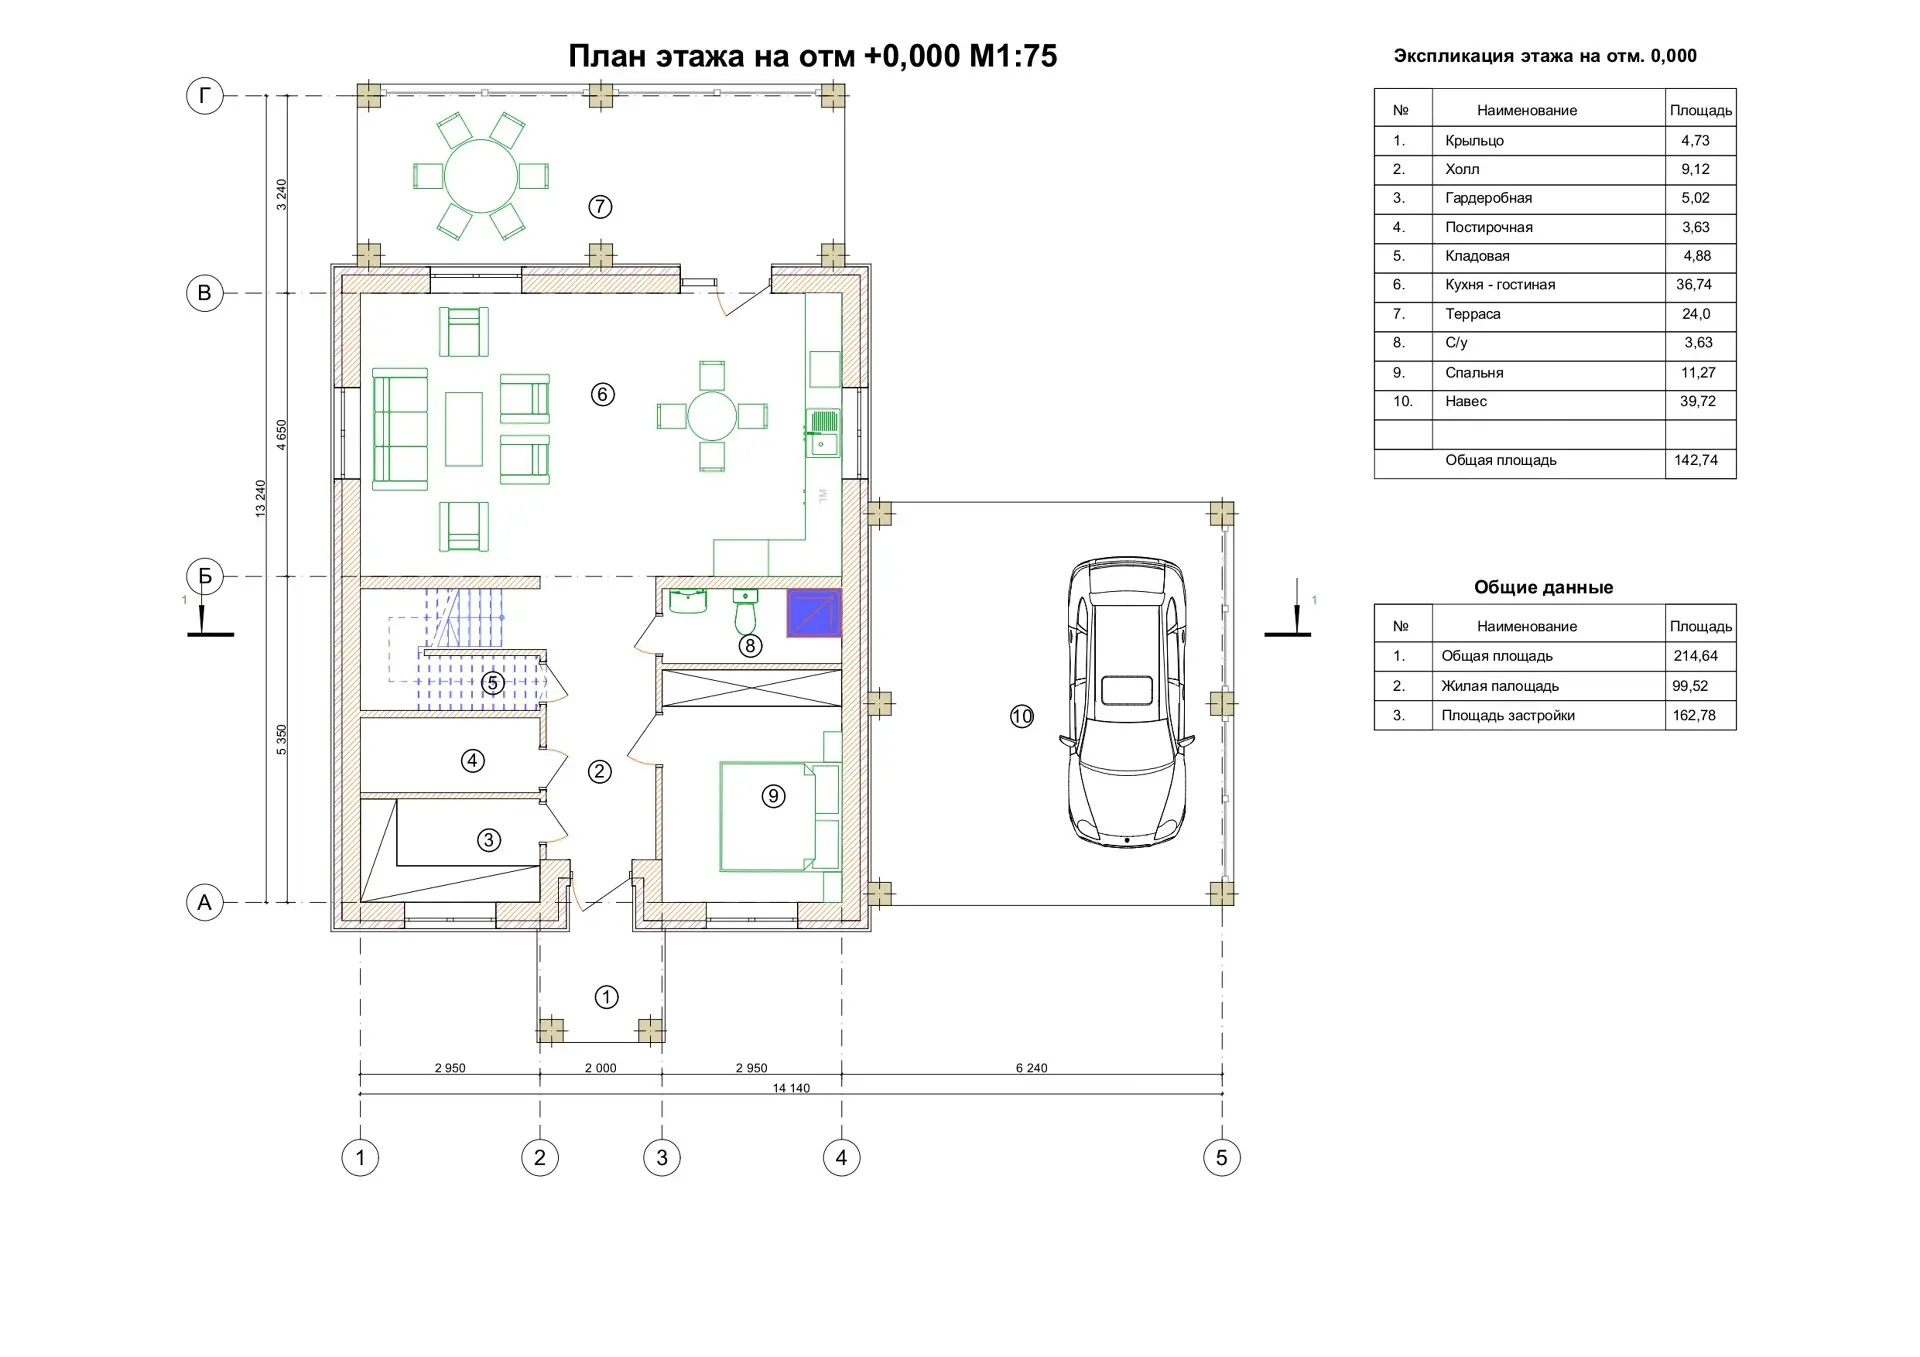 План этажа на отм +0,000 М1:75
Экспликация этажа на отм. 0,000
№ Наименование Площадь
1. Крыльцо 4,73
2. Холл 9,12
3. Гардеробная 5,02
4. Постирочная 3,63
5. Кладовая 4,88
6. Кухня - гостиная 36,74
7. Терраса 24,0
8. С/у 3,63
9. Спальня 11,27
10. Навес 39,72
Общая площадь 142,74
Общие данные
№ Наименование Площадь
1. Общая площадь 214,64
2. Жилая палощадь 99,52
3. Площадь застройки 162,78
Г
3 240
7
В
6
4 650
13 240
ML
Б
1
1
8
5
5 350
10
4
2
9
3
А
1
2 950
2 000
2 950
6 240
14 140
1
2
3
4
5